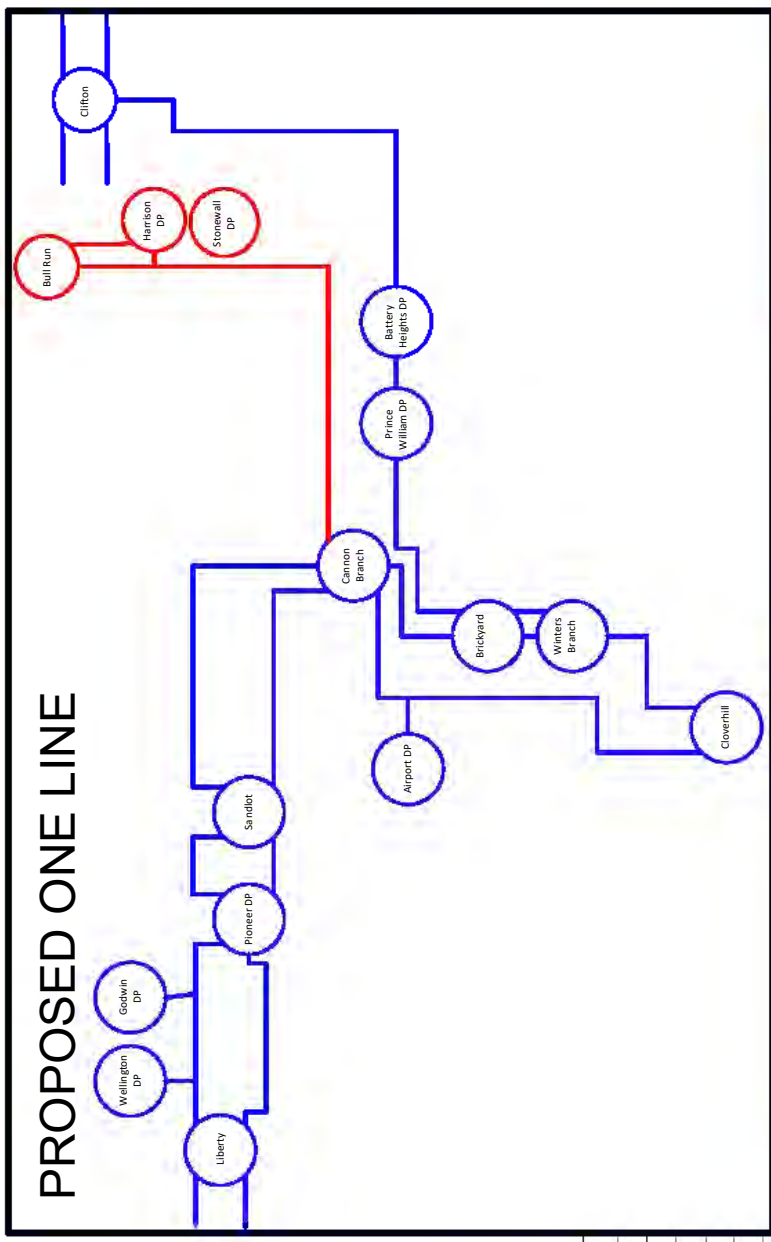 PROPOSED ONE LINE
Liberty
Wellington
DP
Godwin
DP
Pioneer DP
Sandlot
Airport DP
Cloverhill
Winters
Branch
Brickyard
Cannon
Branch
Prince
William DP
Battery
Heights DP
Bull Run
Harrison
DP
Stonewall
DP
Clifton